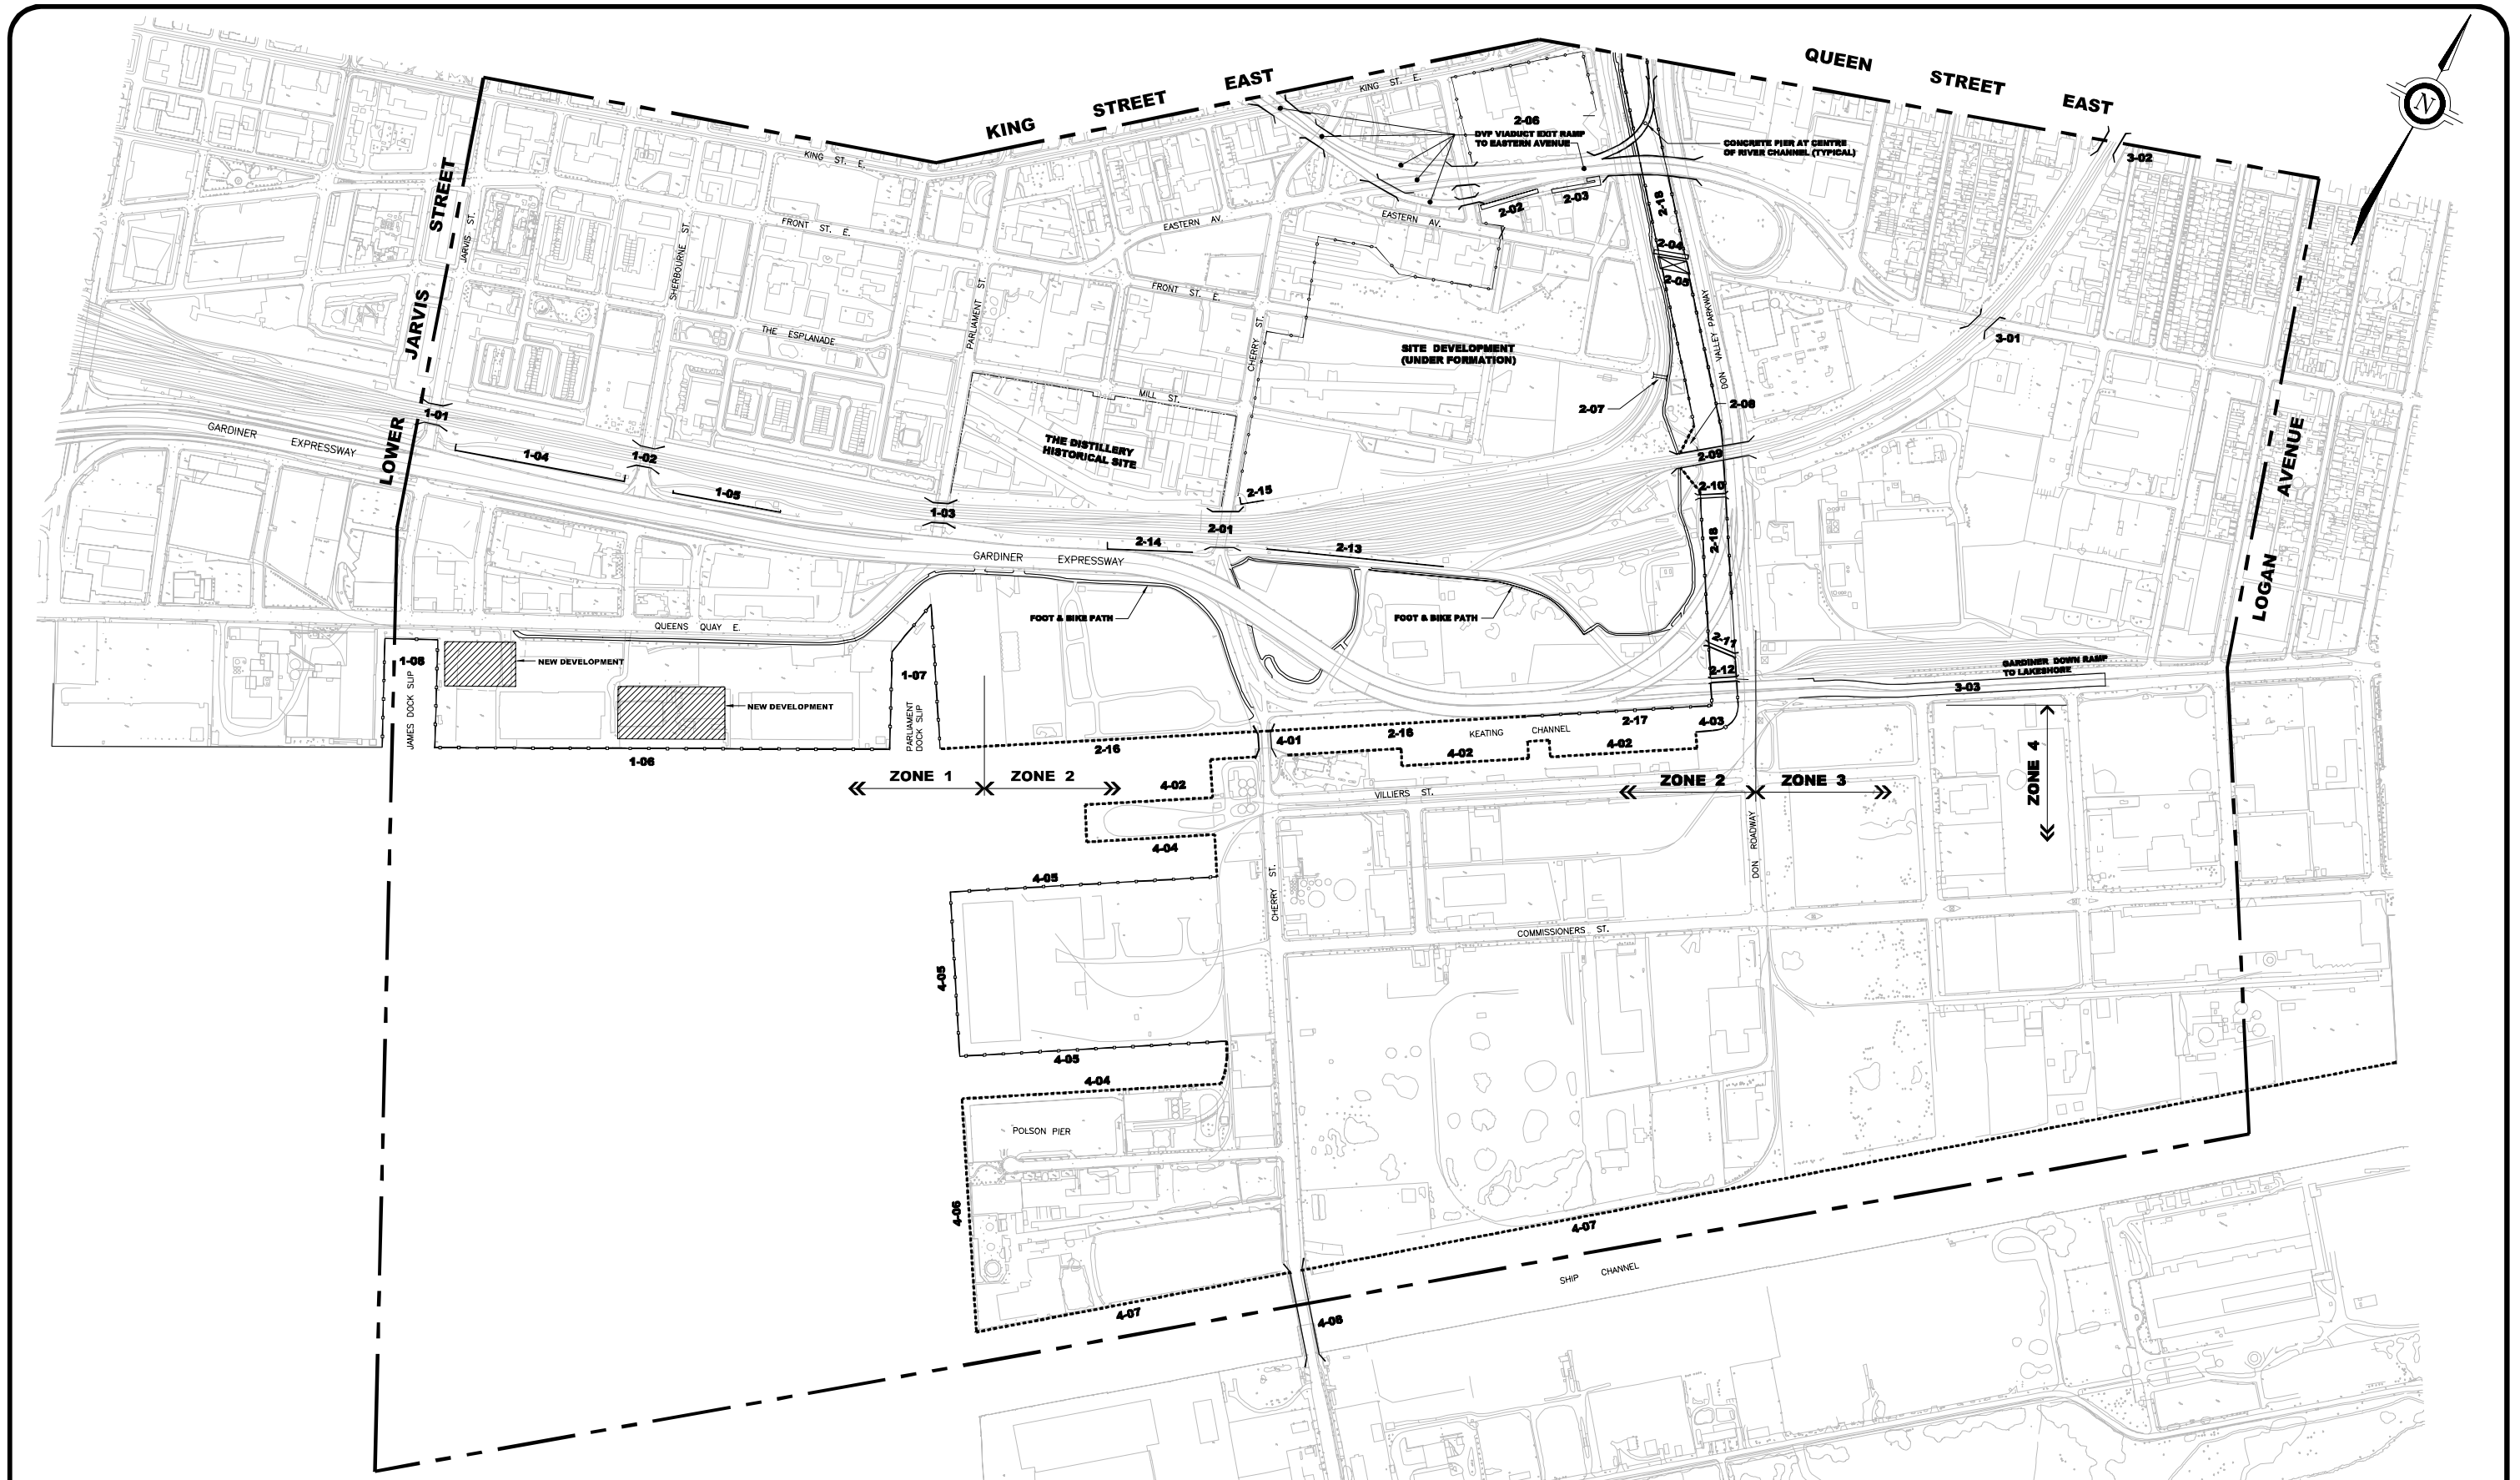 KING STREET EAST
QUEEN STREET EAST
N
KING ST. E.
2-06
DVP VIADUCT EXIT RAMP
TO EASTERN AVENUE
CONCRETE PIER AT CENTRE
OF RIVER CHANNEL (TYPICAL)
3-02
KING ST. E.
LOWER JARVIS STREET
JARVIS ST.
SHERBOURNE ST.
FRONT ST. E.
EASTERN AV.
2-02
2-03
EASTERN AV.
2-18
2-04
2-05
PARLIAMENT ST.
FRONT ST. E.
CHERRY ST.
THE ESPLANADE
SITE DEVELOPMENT
(UNDER FORMATION)
DON VALLEY PARKWAY
3-01
MILL ST.
2-07
2-08
1-01
GARDINER EXPRESSWAY
THE DISTILLERY
HISTORICAL SITE
1-04
1-02
2-09
LOGAN AVENUE
1-05
2-15
2-10
1-03
2-01
2-18
2-14
2-13
GARDINER EXPRESSWAY
FOOT & BIKE PATH
FOOT & BIKE PATH
QUEENS QUAY E.
2-11
1-08
NEW DEVELOPMENT
1-07
2-12
GARDINER DOWN RAMP
TO LAKESHORE
3-03
JAMES DOCK SLIP
NEW DEVELOPMENT
PARLIAMENT
DOCK SLIP
2-17
4-03
2-16
2-16
KEATING CHANNEL
4-01
4-02
4-02
1-06
ZONE 1
ZONE 2
4-02
VILLIERS ST.
ZONE 2
ZONE 3
ZONE 4
4-04
DON ROADWAY
4-05
CHERRY ST.
COMMISSIONERS ST.
4-05
4-05
4-04
POLSON PIER
4-06
4-07
SHIP CHANNEL
4-07
4-06